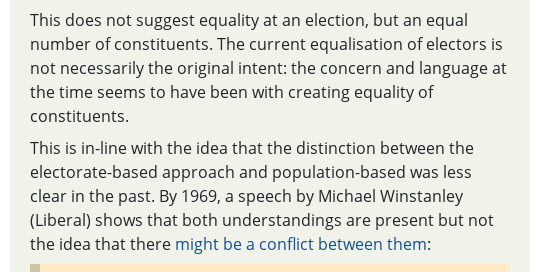 This does not suggest equality at an election, but an equal
number of constituents. The current equalisation of electors is
not necessarily the original intent: the concern and language at
the time seems to have been with creating equality of
constituents.
This is in-line with the idea that the distinction between the
electorate-based approach and population-based was less
clear in the past. By 1969, a speech by Michael Winstanley
(Liberal) shows that both understandings are present but not
the idea that there might be a conflict between them: